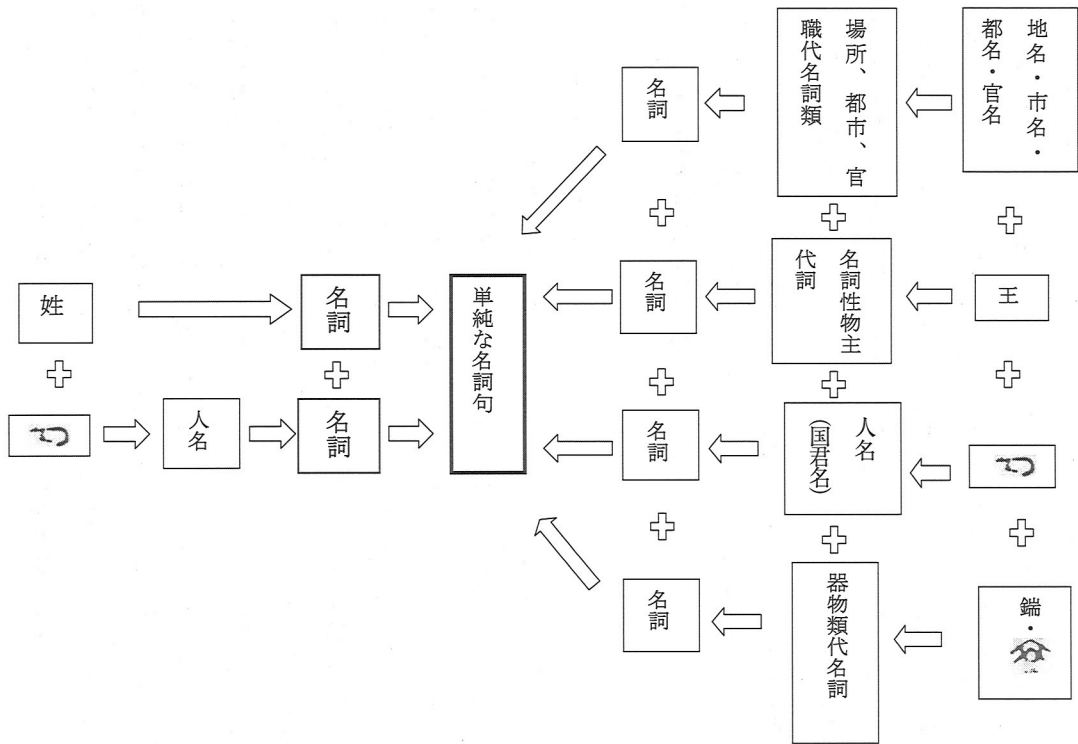 地名・市名・
都名・官名
王
鍴・
場所、都市、官
職代名詞類
名詞性物主
代詞
人名
(国君名)
器物類代名詞
名詞
名詞
名詞
名詞
単純な名詞句
名詞
名詞
人名
姓